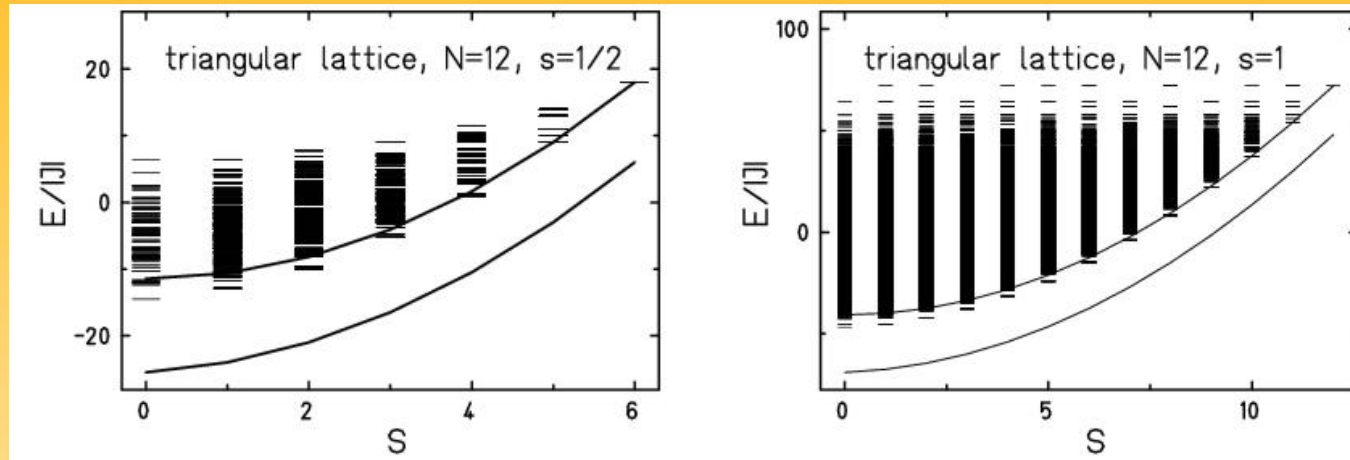 triangular lattice, N=12, s=1/2
20
0
-20
E/|J|
0
2
4
6
S
triangular lattice, N=12, s=1
100
0
E/|J|
0
5
10
S